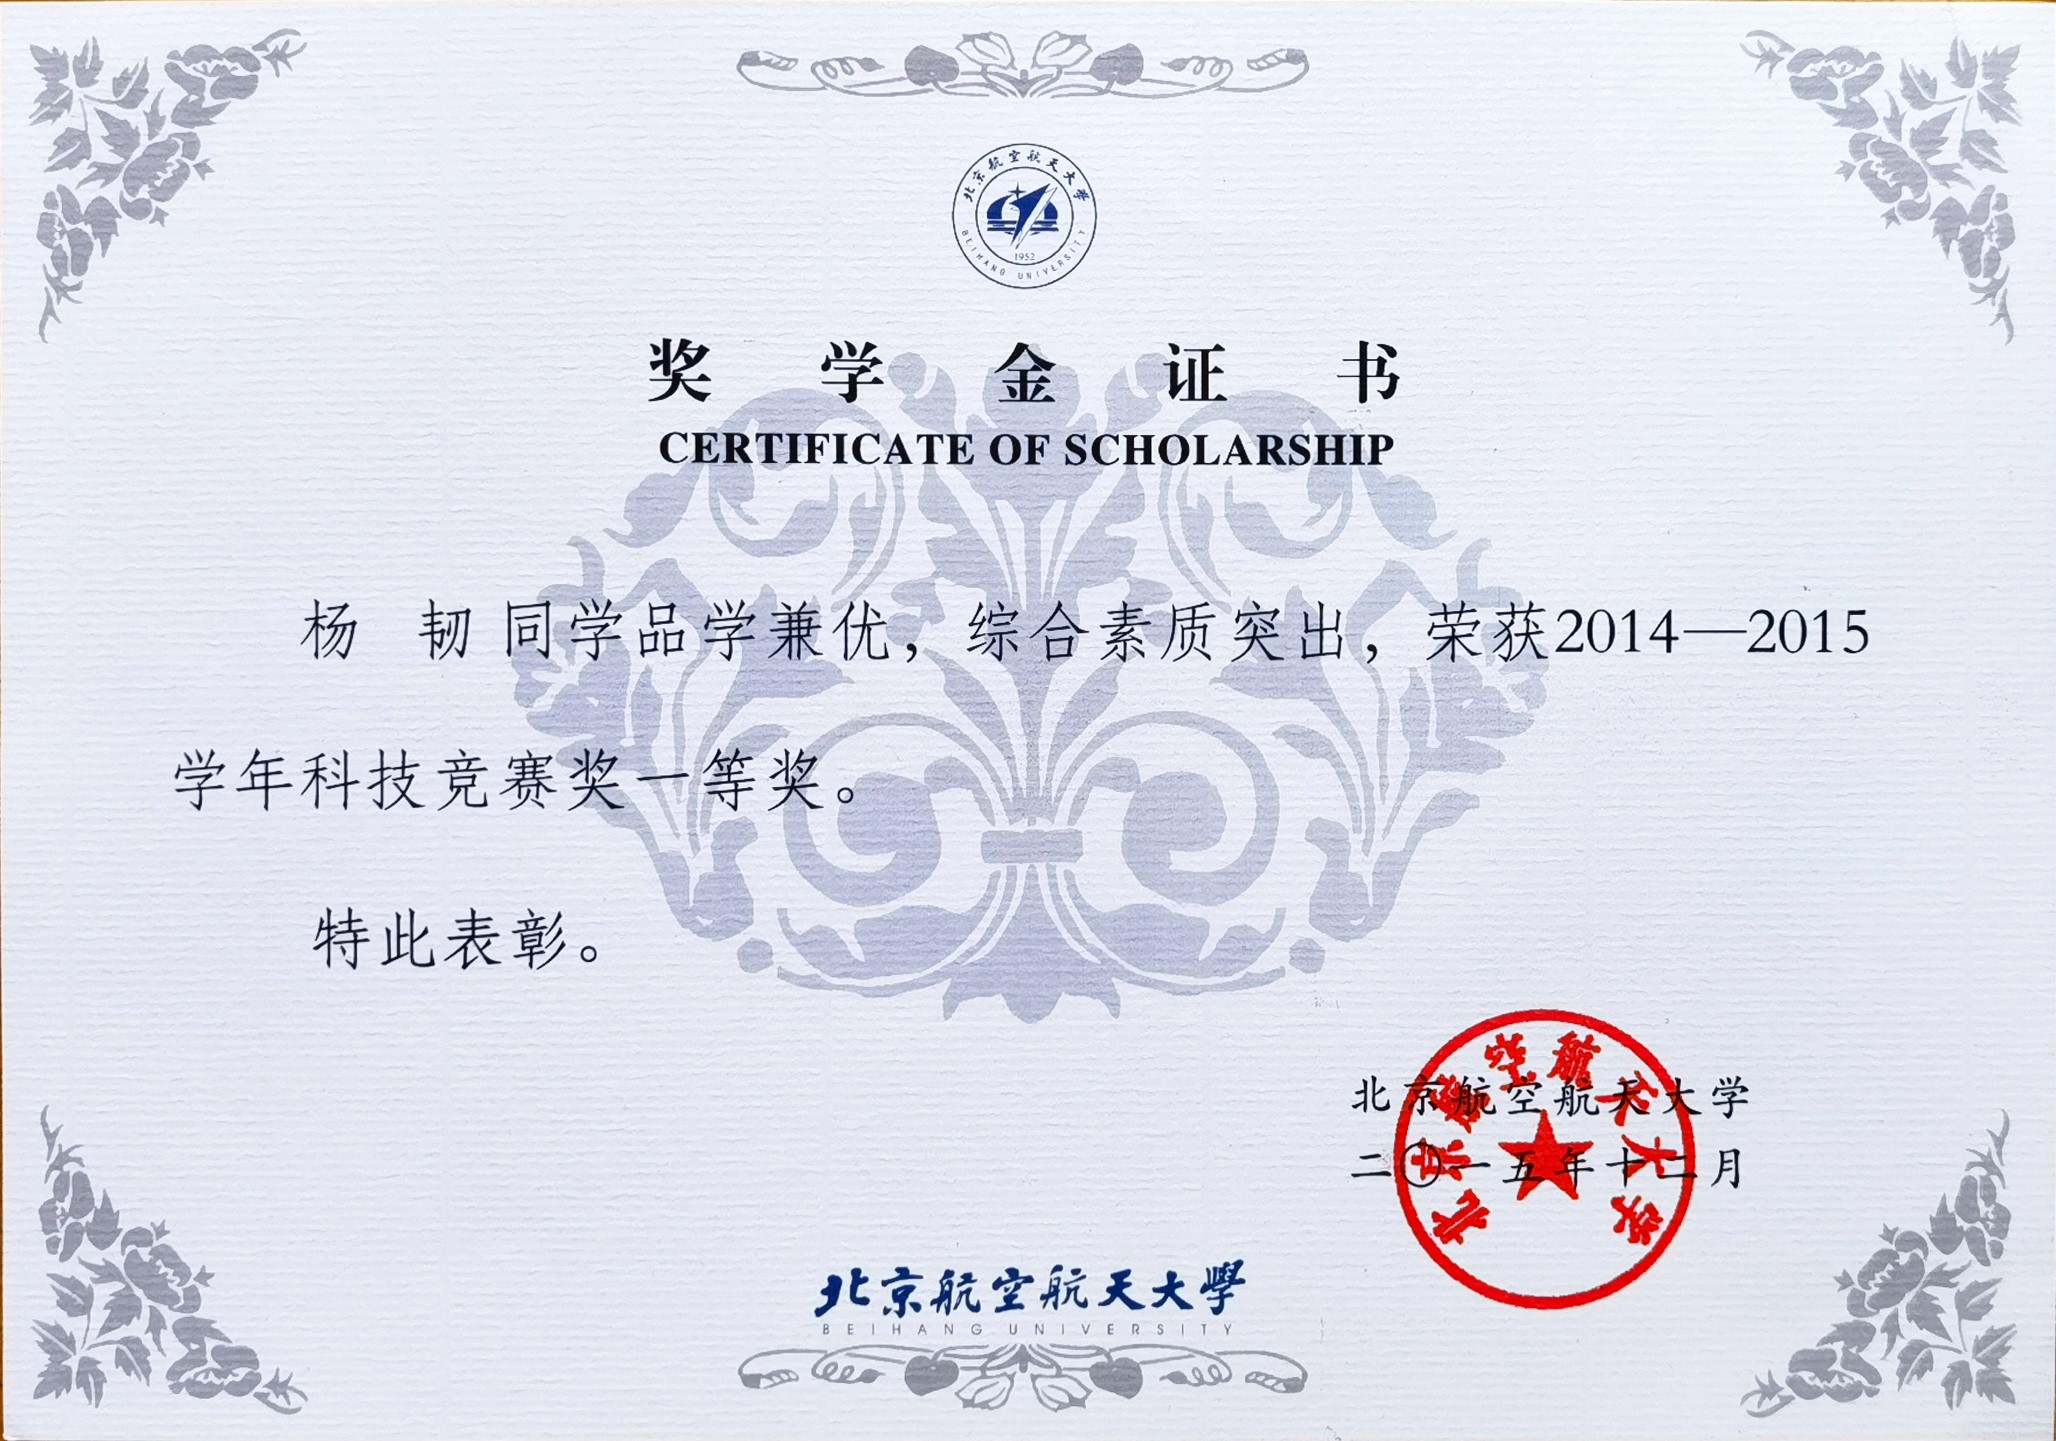 北京航空航天大学
BEIHANG UNIVERSITY
1952
奖学金证书
CERTIFICATE OF SCHOLARSHIP
杨 韧 同学品学兼优，综合素质突出，荣获2014—2015
学年科技竞赛奖一等奖。
特此表彰。
北京航空航天大学
二〇一五年十二月
北京航空航天大学
北京航空航天大學
BEIHANG UNIVERSITY